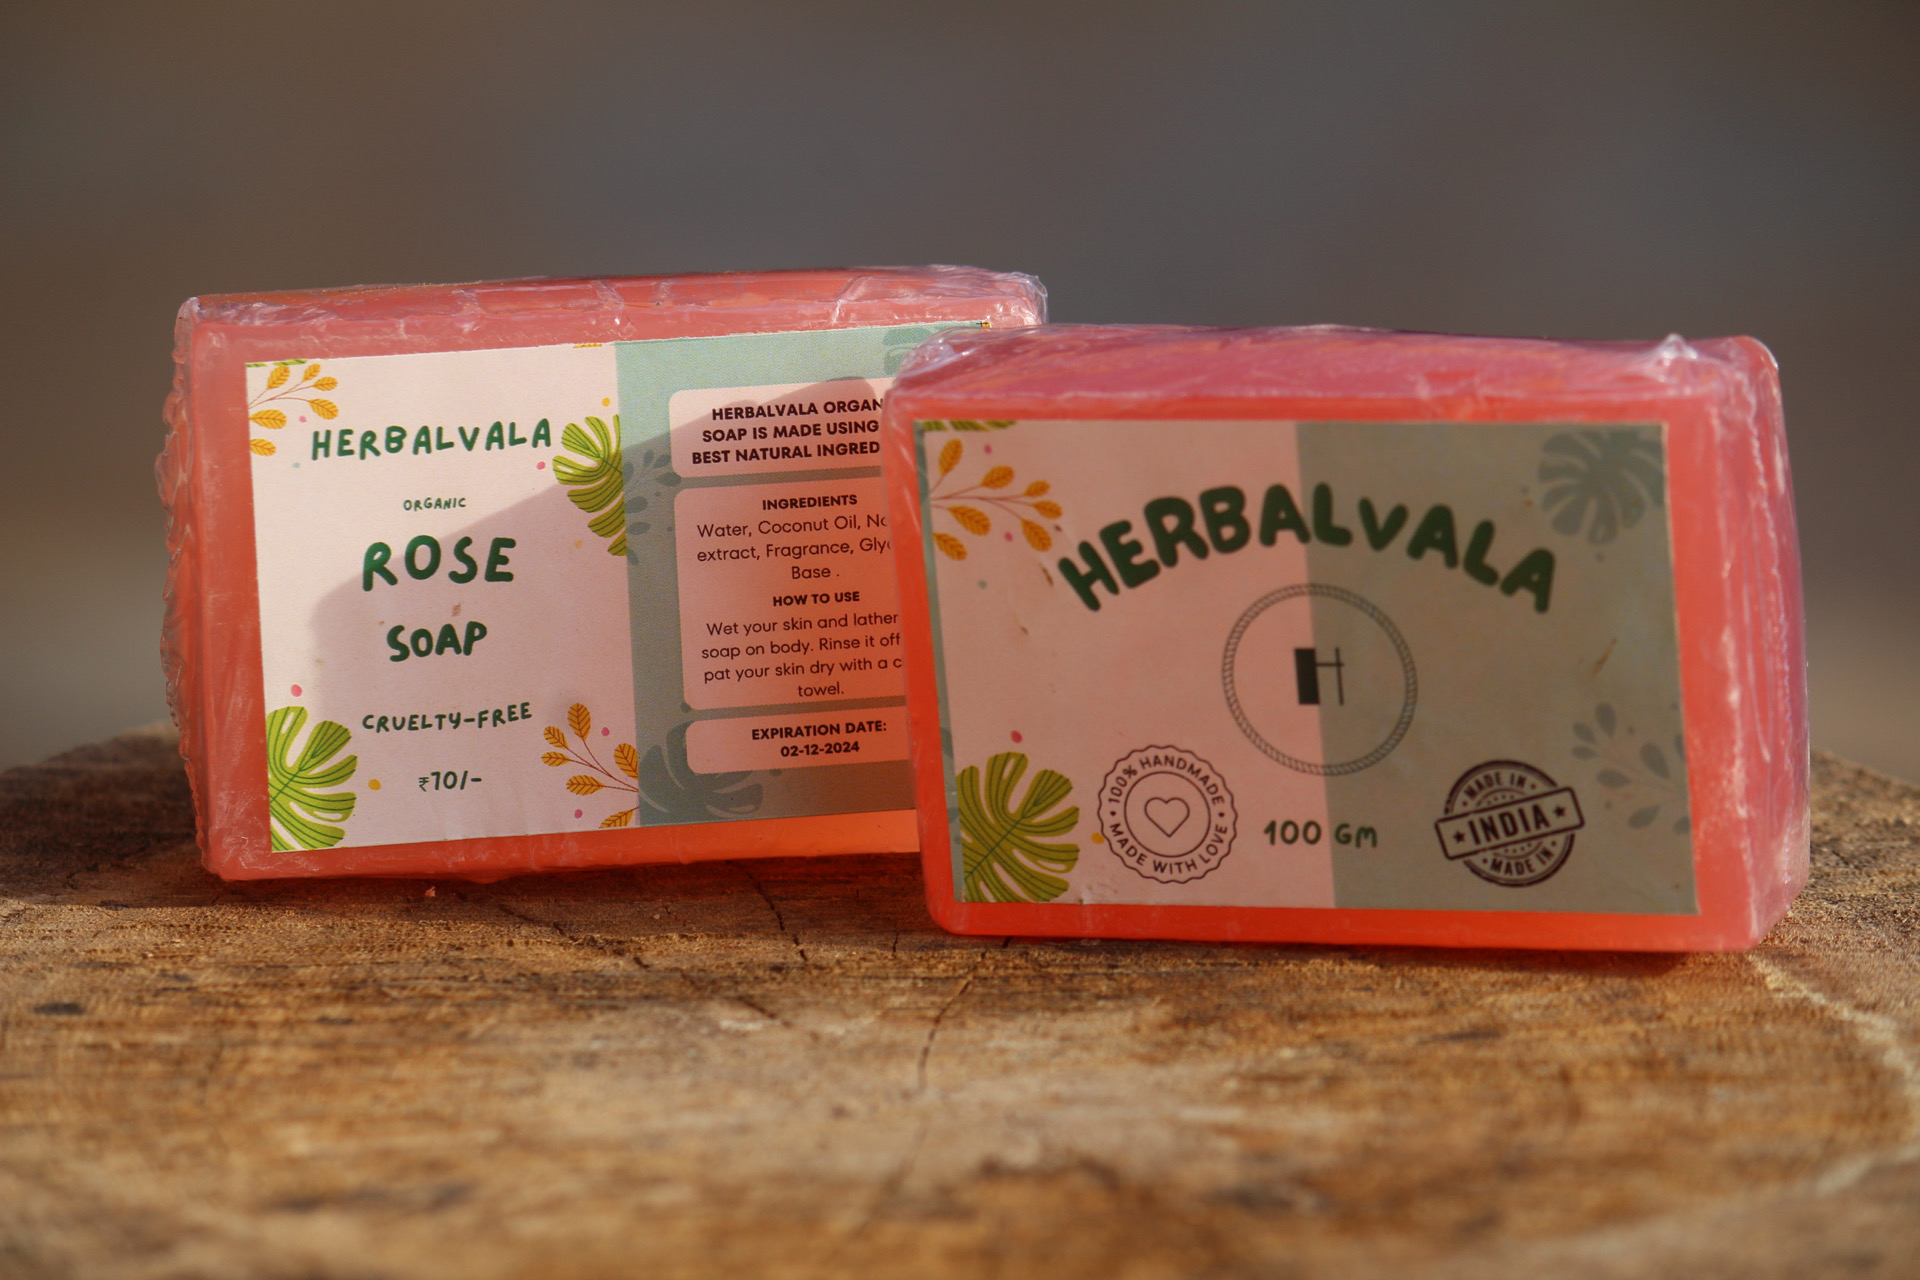 HERBALVALA
ORGANIC
ROSE
SOAP
CRUELTY-FREE
₹70/-
HERBALVALA ORGAN
SOAP IS MADE USING
BEST NATURAL INGRED
INGREDIENTS
Water, Coconut Oil,
extract, Fragrance,
Base .
HOW TO USE
Wet your skin and lather
soap on body. Rinse it off
pat your skin dry with a
towel.
EXPIRATION DATE:
02-12-2024
HERBALVALA
H
100% HANDMADE
MADE WITH LOVE
100 GM
MADE IN
INDIA
MADE IN